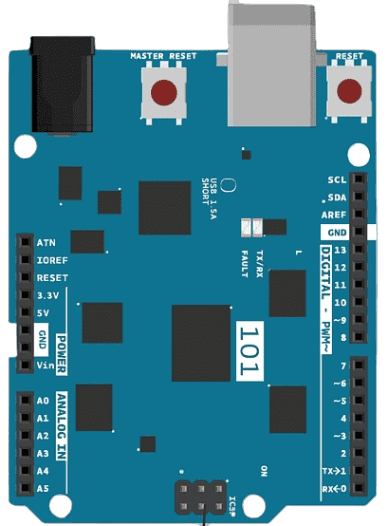 MASTER RESET
RESET
SCL
SDA
AREF
GND
13
12
11
10
~9
8
DIGITAL - PWM~
7
~6
~5
4
~3
2
TX→1
RX←0
USB 1.5A
SHORT
L
TX/RX
FAULT
ATN
IOREF
RESET
3.3V
5V
GND
Vin
POWER
101
A0
A1
A2
A3
A4
A5
ANALOG IN
ON
ICSP